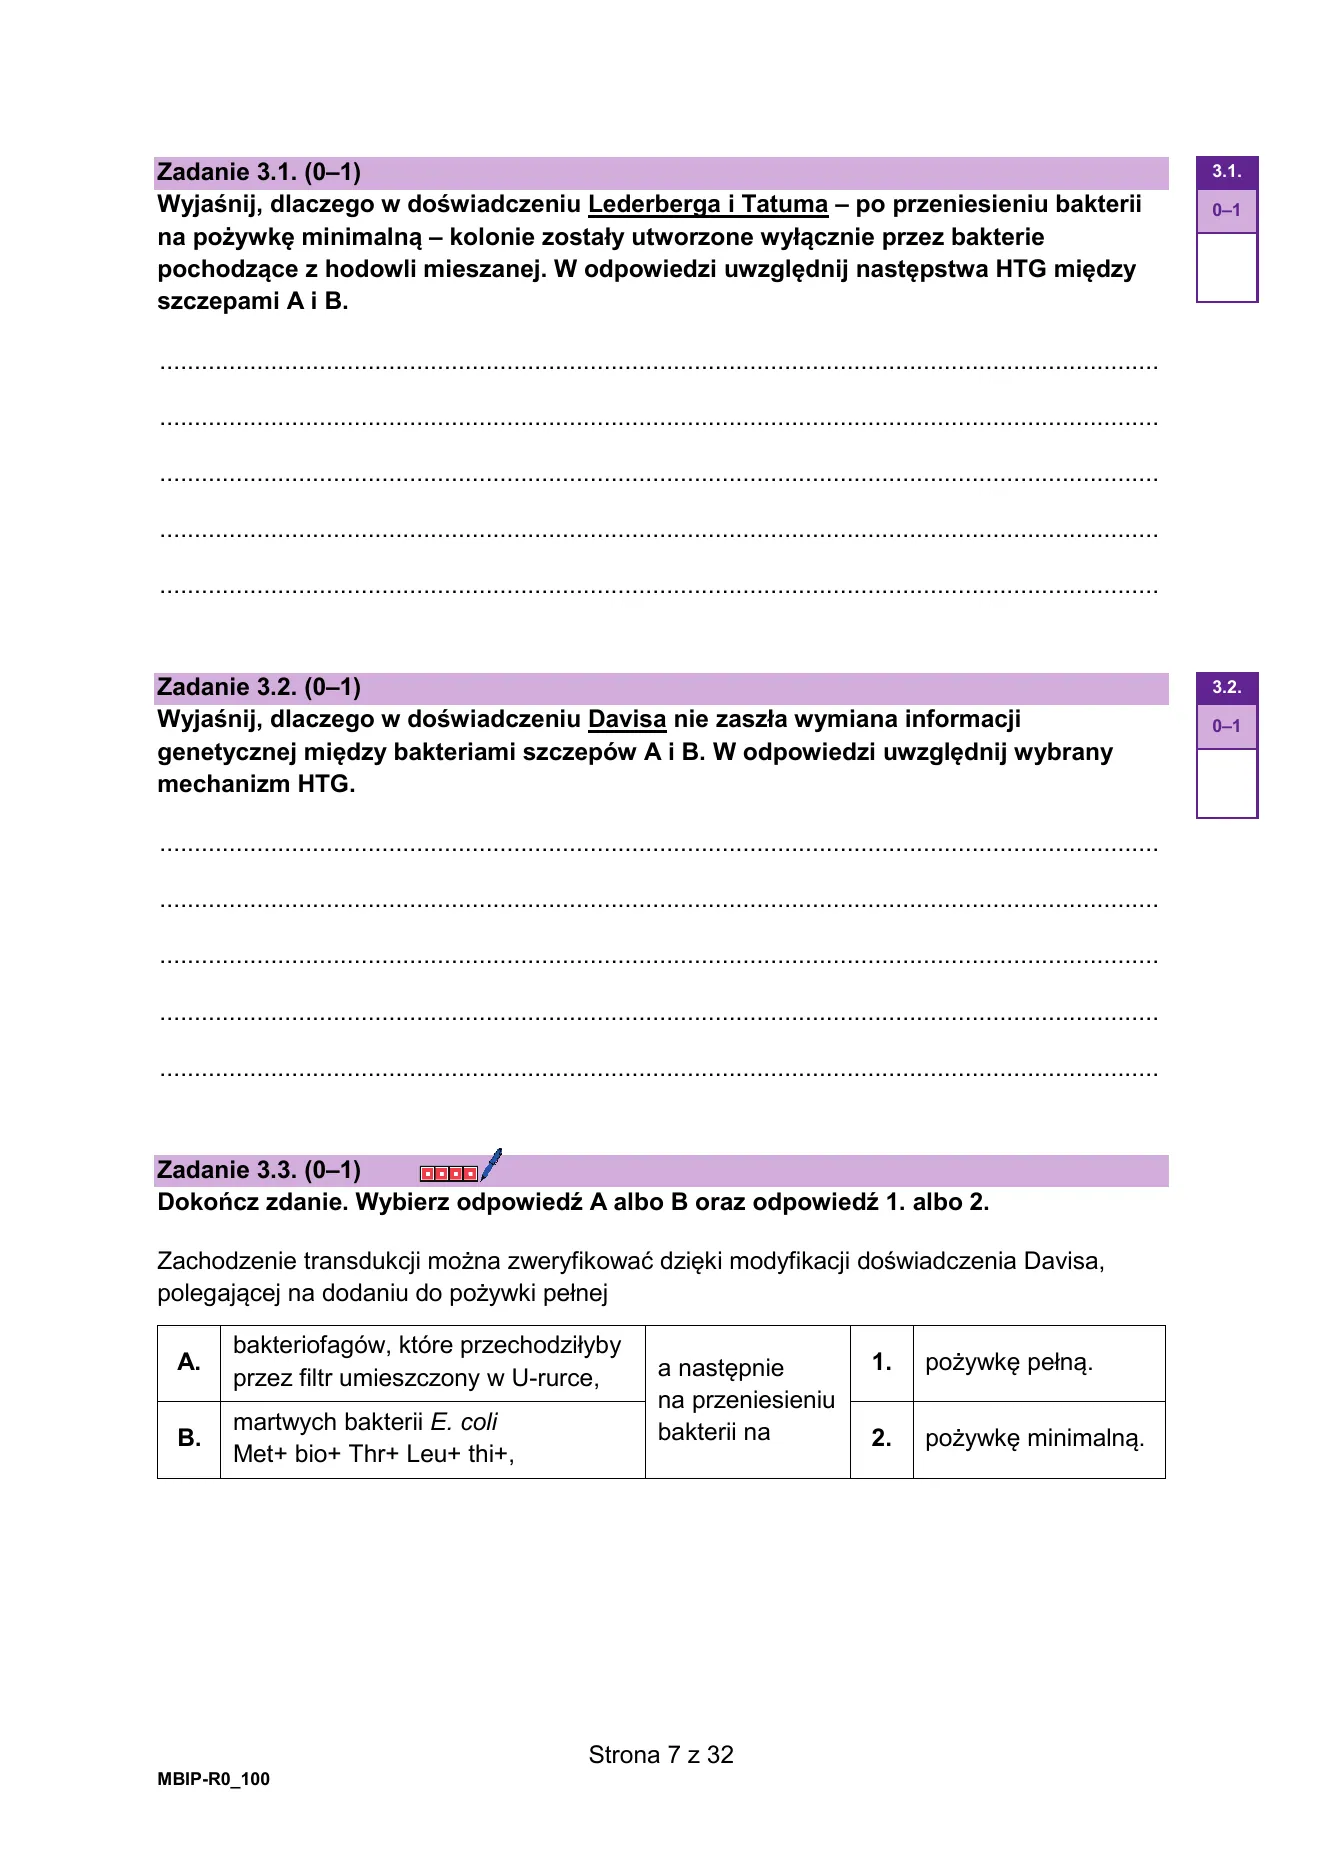 Zadanie 3.1. (0–1)
3.1.
0–1
Wyjaśnij, dlaczego w doświadczeniu Lederberga i Tatuma – po przeniesieniu bakterii
na pożywkę minimalną – kolonie zostały utworzone wyłącznie przez bakterie
pochodzące z hodowli mieszanej. W odpowiedzi uwzględnij następstwa HTG między
szczepami A i B.
Zadanie 3.2. (0–1)
3.2.
0–1
Wyjaśnij, dlaczego w doświadczeniu Davisa nie zaszła wymiana informacji
genetycznej między bakteriami szczepów A i B. W odpowiedzi uwzględnij wybrany
mechanizm HTG.
Zadanie 3.3. (0–1)
Dokończ zdanie. Wybierz odpowiedź A albo B oraz odpowiedź 1. albo 2.
Zachodzenie transdukcji można zweryfikować dzięki modyfikacji doświadczenia Davisa,
polegającej na dodaniu do pożywki pełnej
A.
bakteriofagów, które przechodziłyby
przez filtr umieszczony w U-rurce,
B.
martwych bakterii E. coli
Met+ bio+ Thr+ Leu+ thi+,
a następnie
na przeniesieniu
bakterii na
1.
pożywkę pełną.
2.
pożywkę minimalną.
Strona 7 z 32
MBIP-R0_100